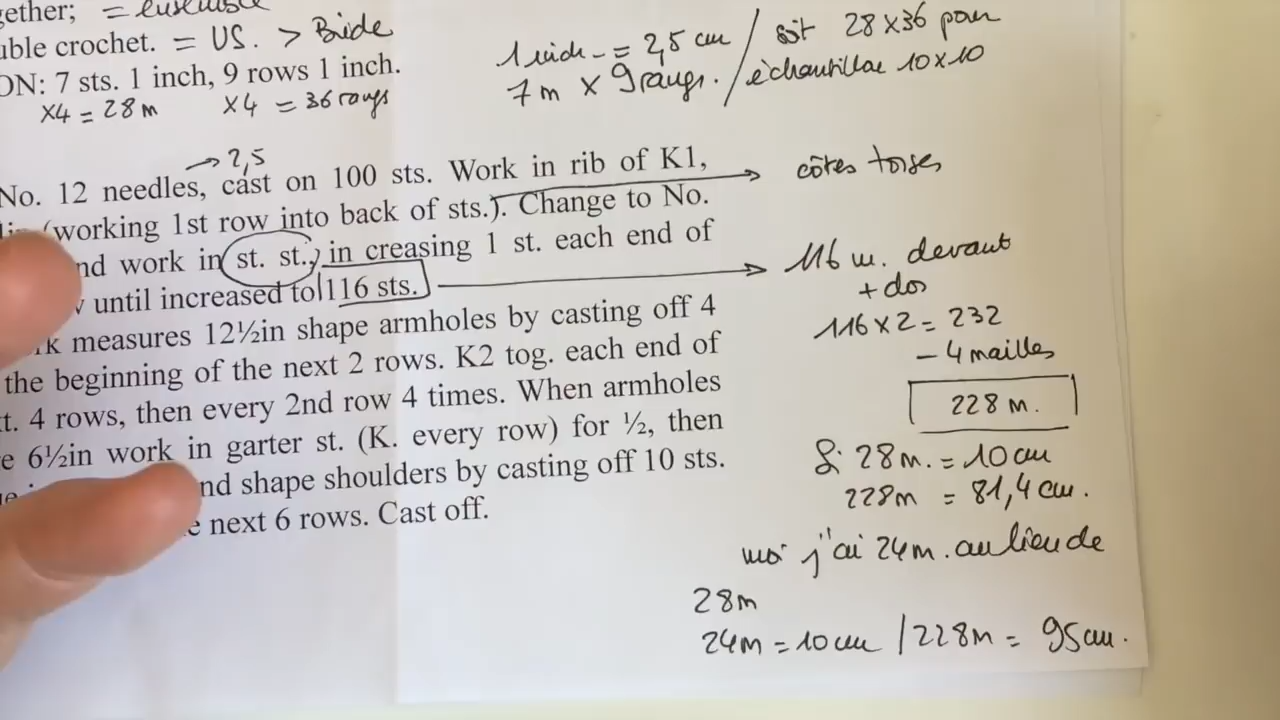 gether; = ensemble
uble crochet. = US. > Bride
ON: 7 sts. 1 inch, 9 rows 1 inch.
x4 = 28 m x4 = 36 rangs
1 inch = 2,5 cm / soit 28 x 36 pour
7 m x 9 rangs. / échantillon 10 x 10
→ 2,5
No. 12 needles, cast on 100 sts. Work in rib of K1,
(working 1st row into back of sts.). Change to No.
nd work in st. st., in creasing 1 st. each end of
until increased to 116 sts.
rk measures 12½in shape armholes by casting off 4
the beginning of the next 2 rows. K2 tog. each end of
t. 4 rows, then every 2nd row 4 times. When armholes
e 6½in work in garter st. (K. every row) for ½, then
nd shape shoulders by casting off 10 sts.
e next 6 rows. Cast off.
côtes torses
116 m. devant
+ dos
116 x 2 = 232
- 4 mailles
228 m.
Si 28 m. = 10 cm
228m = 81,4 cm.
moi j'ai 24 m. au lieu de
28m
24m = 10 cm / 228m = 95 cm.